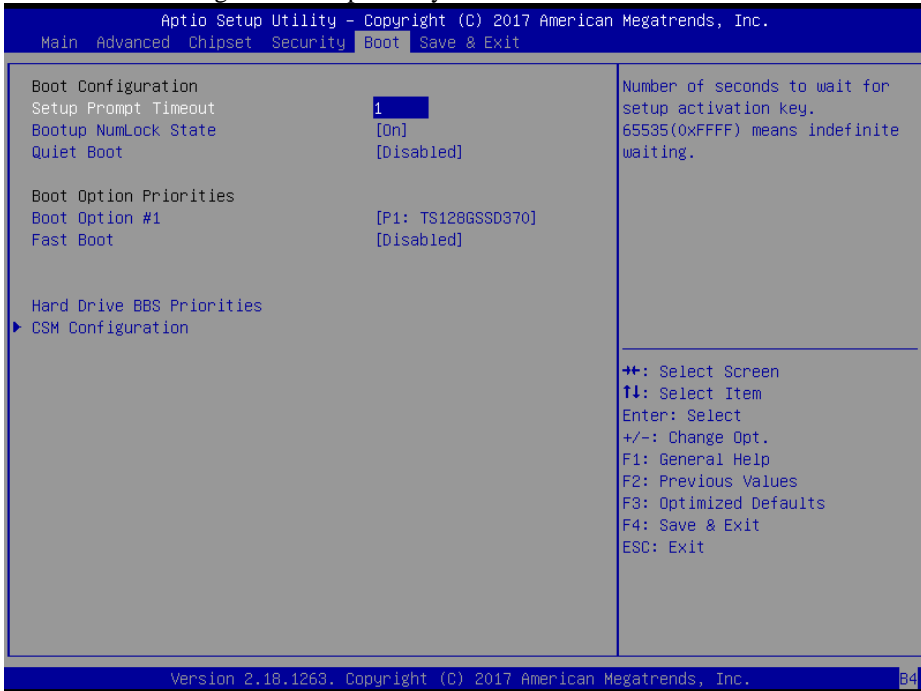 Aptio Setup Utility – Copyright (C) 2017 American Megatrends, Inc.
Main Advanced Chipset Security Boot Save & Exit
Boot Configuration
Setup Prompt Timeout 1
Bootup NumLock State [On]
Quiet Boot [Disabled]
Boot Option Priorities
Boot Option #1 [P1: TS128GSSD370]
Fast Boot [Disabled]
Hard Drive BBS Priorities
CSM Configuration
Number of seconds to wait for
setup activation key.
65535(0xFFFF) means indefinite
waiting.
→←: Select Screen
↑↓: Select Item
Enter: Select
+/-: Change Opt.
F1: General Help
F2: Previous Values
F3: Optimized Defaults
F4: Save & Exit
ESC: Exit
Version 2.18.1263. Copyright (C) 2017 American Megatrends, Inc.
B4